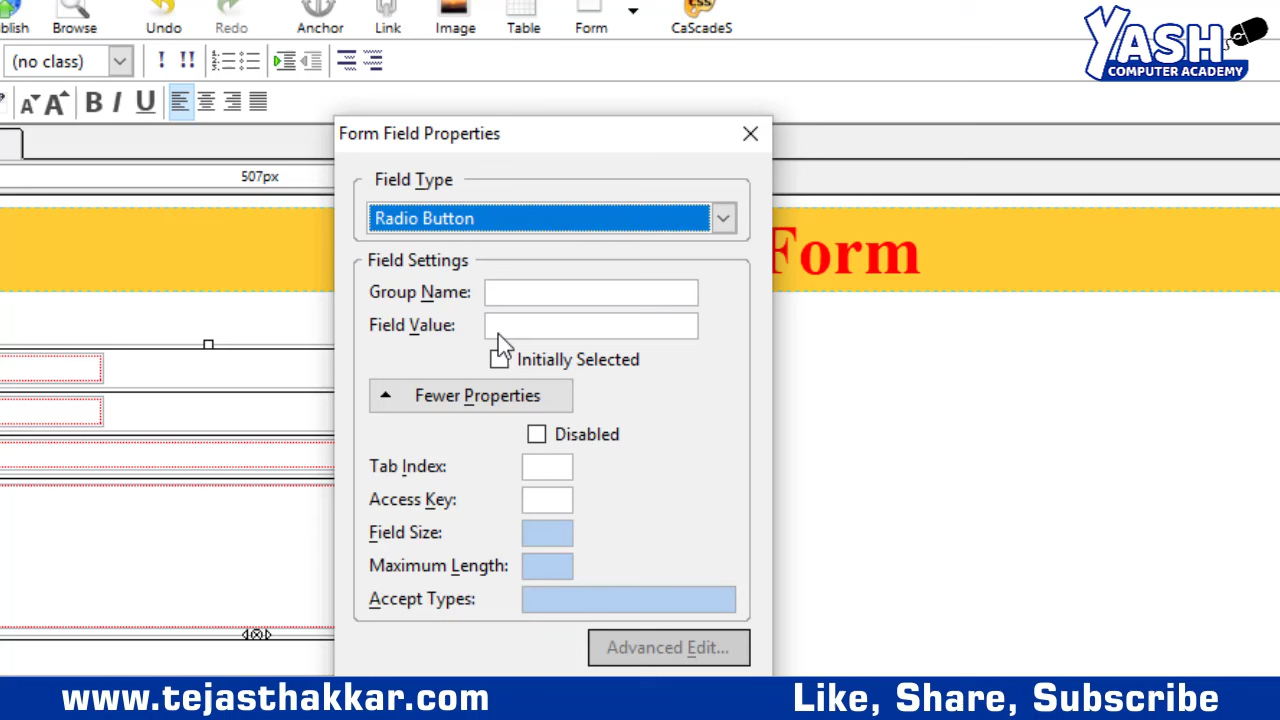 Browse
Undo
Redo
Anchor
Link
Image
Table
Form
CaScadeS
YASH
COMPUTER ACADEMY
(no class)
! !!
A A B I U
Form Field Properties
507px
Field Type
Radio Button
Form
Field Settings
Group Name:
Field Value:
Initially Selected
Fewer Properties
Disabled
Tab Index:
Access Key:
Field Size:
Maximum Length:
Accept Types:
Advanced Edit...
www.tejasthakkar.com
Like, Share, Subscribe